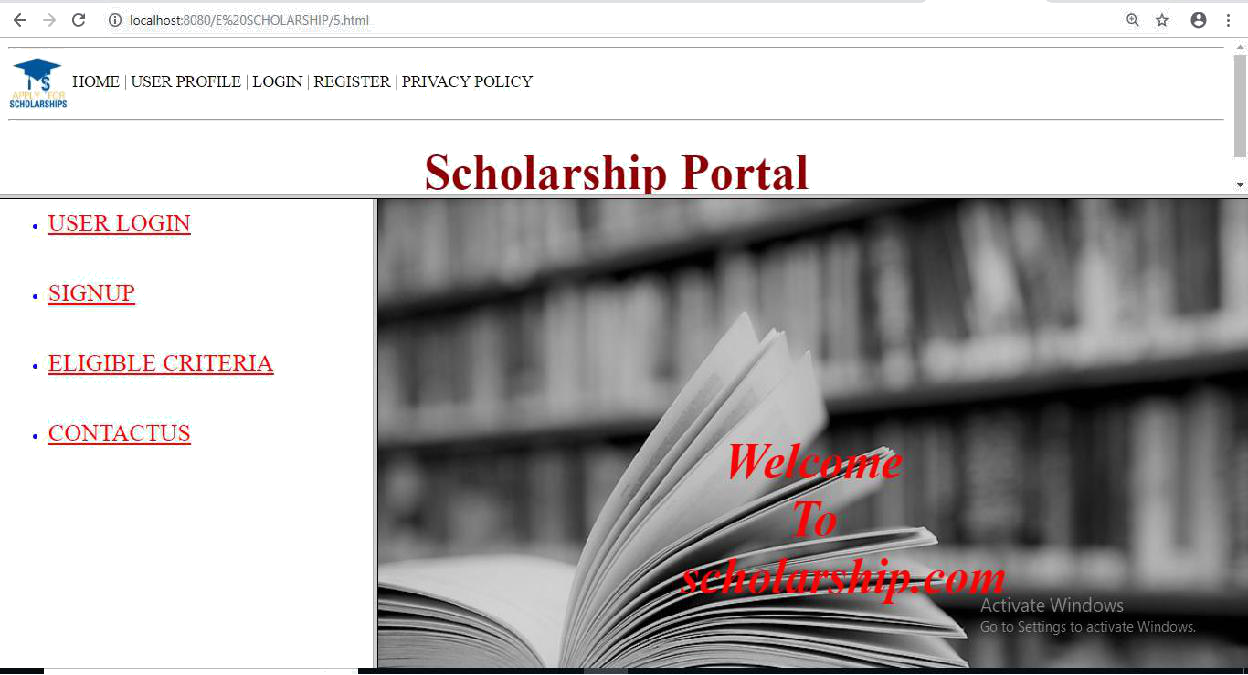 localhost:8080/E%20SCHOLARSHIP/5.html
APPLY FOR
SCHOLARSHIPS
HOME | USER PROFILE | LOGIN | REGISTER | PRIVACY POLICY
Scholarship Portal
USER LOGIN
SIGNUP
ELIGIBLE CRITERIA
CONTACTUS
Welcome
To
scholarship.com
Activate Windows
Go to Settings to activate Windows.